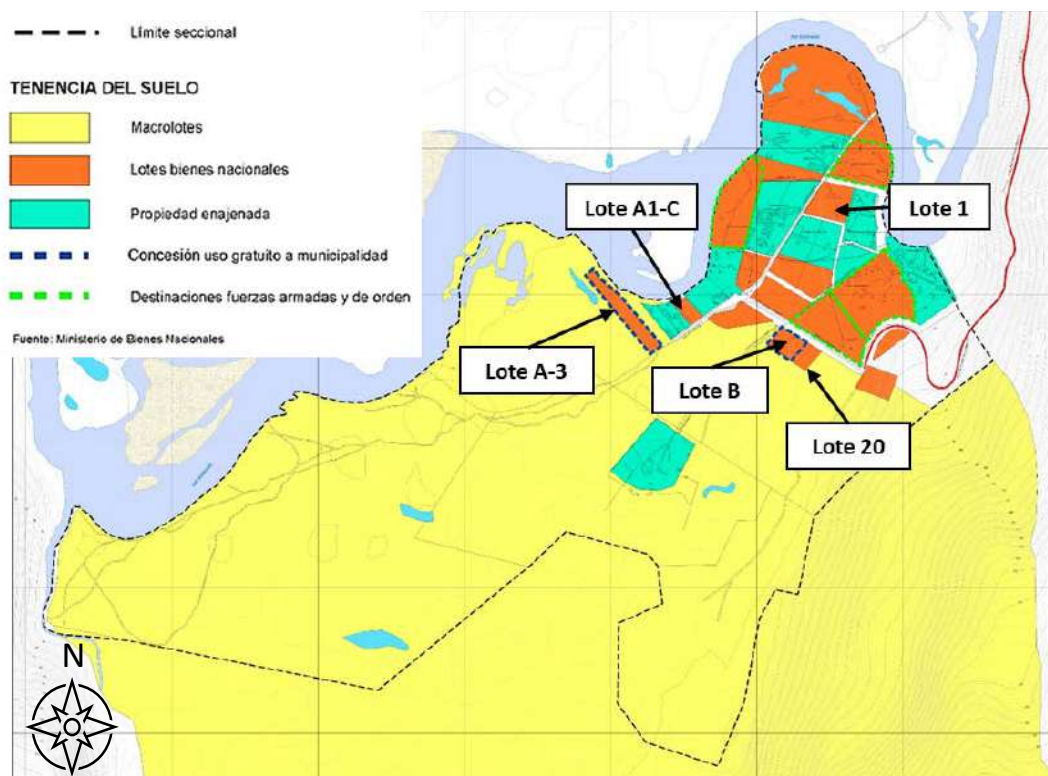 Límite seccional
TENENCIA DEL SUELO
Macrolotes
Lotes bienes nacionales
Propiedad enajenada
Concesión uso gratuito a municipalidad
Destinaciones fuerzas armadas y de orden
Fuente: Ministerio de Bienes Nacionales
Lote A1-C
Lote 1
Lote A-3
Lote B
Lote 20
N